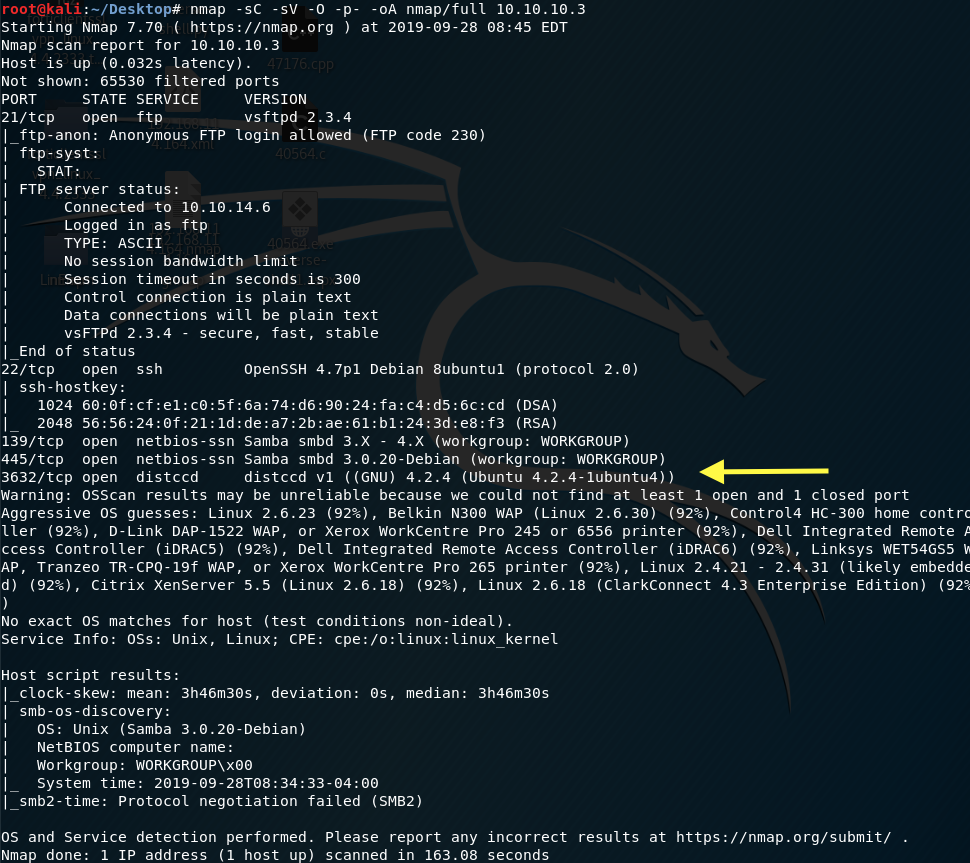 root@kali:~/Desktop# nmap -sC -sV -O -p- -oA nmap/full 10.10.10.3
Starting Nmap 7.70 ( https://nmap.org ) at 2019-09-28 08:45 EDT
Nmap scan report for 10.10.10.3
Host is up (0.032s latency).
47176.cpp
Not shown: 65530 filtered ports
PORT     STATE SERVICE     VERSION
21/tcp   open  ftp         vsftpd 2.3.4
|_ftp-anon: Anonymous FTP login allowed (FTP code 230)
4.164.xml
| ftp-syst:
40564.c
|   STAT:
| FTP server status:
|      Connected to 10.10.14.6
|      Logged in as ftp
|      TYPE: ASCII
40564.exe
|      No session bandwidth limit
|      Session timeout in seconds is 300
|      Control connection is plain text
|      Data connections will be plain text
|      vsFTPd 2.3.4 - secure, fast, stable
|_End of status
22/tcp   open  ssh         OpenSSH 4.7p1 Debian 8ubuntu1 (protocol 2.0)
| ssh-hostkey:
|   1024 60:0f:cf:e1:c0:5f:6a:74:d6:90:24:fa:c4:d5:6c:cd (DSA)
|_  2048 56:56:24:0f:21:1d:de:a7:2b:ae:61:b1:24:3d:e8:f3 (RSA)
139/tcp  open  netbios-ssn Samba smbd 3.X - 4.X (workgroup: WORKGROUP)
445/tcp  open  netbios-ssn Samba smbd 3.0.20-Debian (workgroup: WORKGROUP)
3632/tcp open  distccd     distccd v1 ((GNU) 4.2.4 (Ubuntu 4.2.4-1ubuntu4))
Warning: OSScan results may be unreliable because we could not find at least 1 open and 1 closed port
Aggressive OS guesses: Linux 2.6.23 (92%), Belkin N300 WAP (Linux 2.6.30) (92%), Control4 HC-300 home contro
ller (92%), D-Link DAP-1522 WAP, or Xerox WorkCentre Pro 245 or 6556 printer (92%), Dell Integrated Remote A
ccess Controller (iDRAC5) (92%), Dell Integrated Remote Access Controller (iDRAC6) (92%), Linksys WET54GS5 W
AP, Tranzeo TR-CPQ-19f WAP, or Xerox WorkCentre Pro 265 printer (92%), Linux 2.4.21 - 2.4.31 (likely embedde
d) (92%), Citrix XenServer 5.5 (Linux 2.6.18) (92%), Linux 2.6.18 (ClarkConnect 4.3 Enterprise Edition) (92%
)
No exact OS matches for host (test conditions non-ideal).
Service Info: OSs: Unix, Linux; CPE: cpe:/o:linux:linux_kernel

Host script results:
|_clock-skew: mean: 3h46m30s, deviation: 0s, median: 3h46m30s
| smb-os-discovery:
|   OS: Unix (Samba 3.0.20-Debian)
|   NetBIOS computer name:
|   Workgroup: WORKGROUP\x00
|_  System time: 2019-09-28T08:34:33-04:00
|_smb2-time: Protocol negotiation failed (SMB2)

OS and Service detection performed. Please report any incorrect results at https://nmap.org/submit/ .
Nmap done: 1 IP address (1 host up) scanned in 163.08 seconds